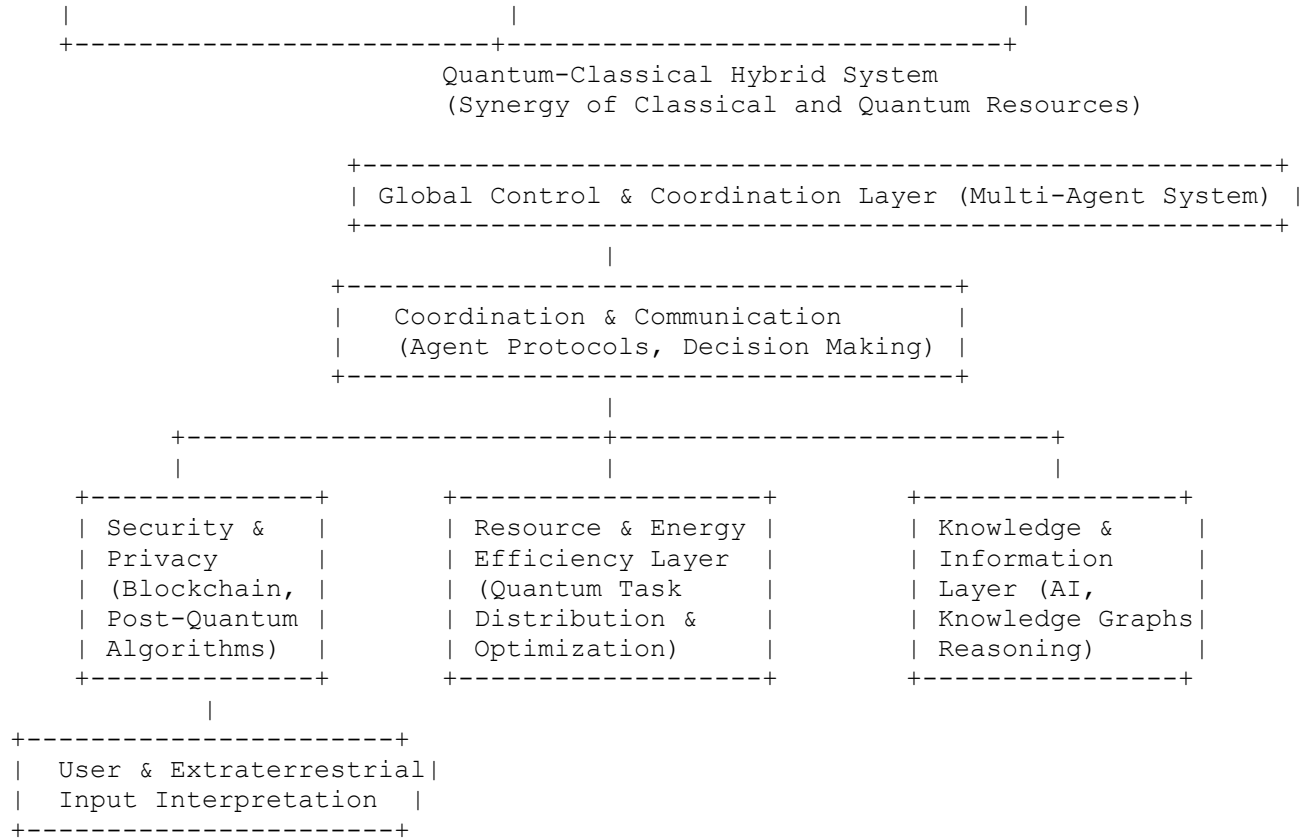 Quantum-Classical Hybrid System
(Synergy of Classical and Quantum Resources)
Global Control & Coordination Layer (Multi-Agent System)
Coordination & Communication
(Agent Protocols, Decision Making)
Security &
Privacy
(Blockchain,
Post-Quantum
Algorithms)
Resource & Energy
Efficiency Layer
(Quantum Task
Distribution &
Optimization)
Knowledge &
Information
Layer (AI,
Knowledge Graphs
Reasoning)
User & Extraterrestrial
Input Interpretation